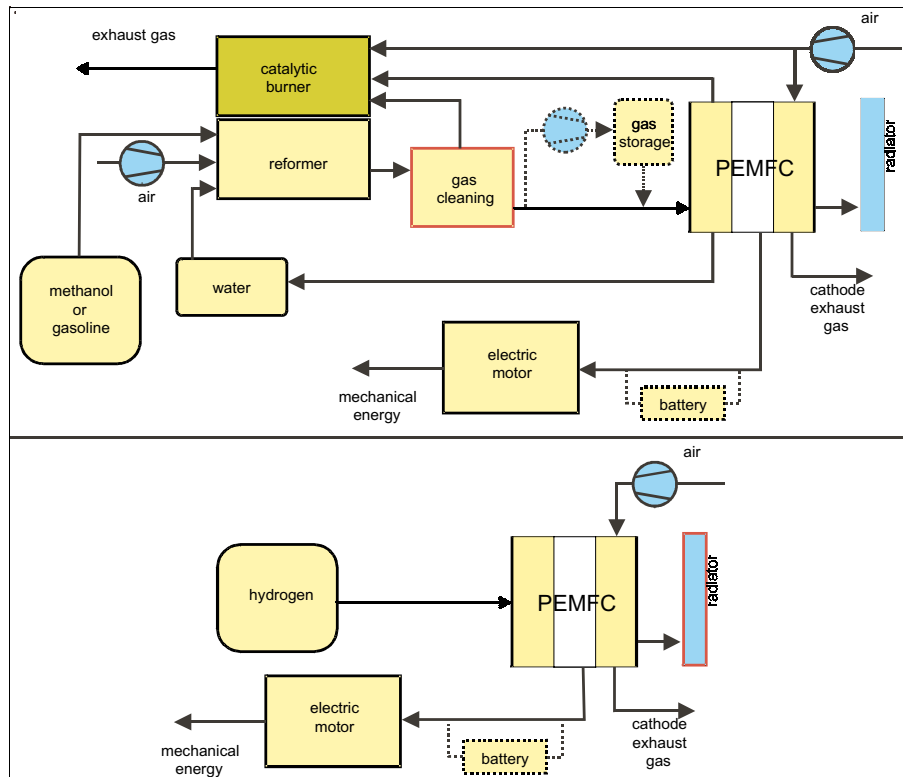 exhaust gas
air
catalytic
burner
gas
storage
reformer
air
gas
cleaning
PEMFC
radiator
methanol
or
gasoline
water
cathode
exhaust
gas
electric
motor
mechanical
energy
battery
air
hydrogen
PEMFC
radiator
electric
motor
mechanical
energy
battery
cathode
exhaust
gas